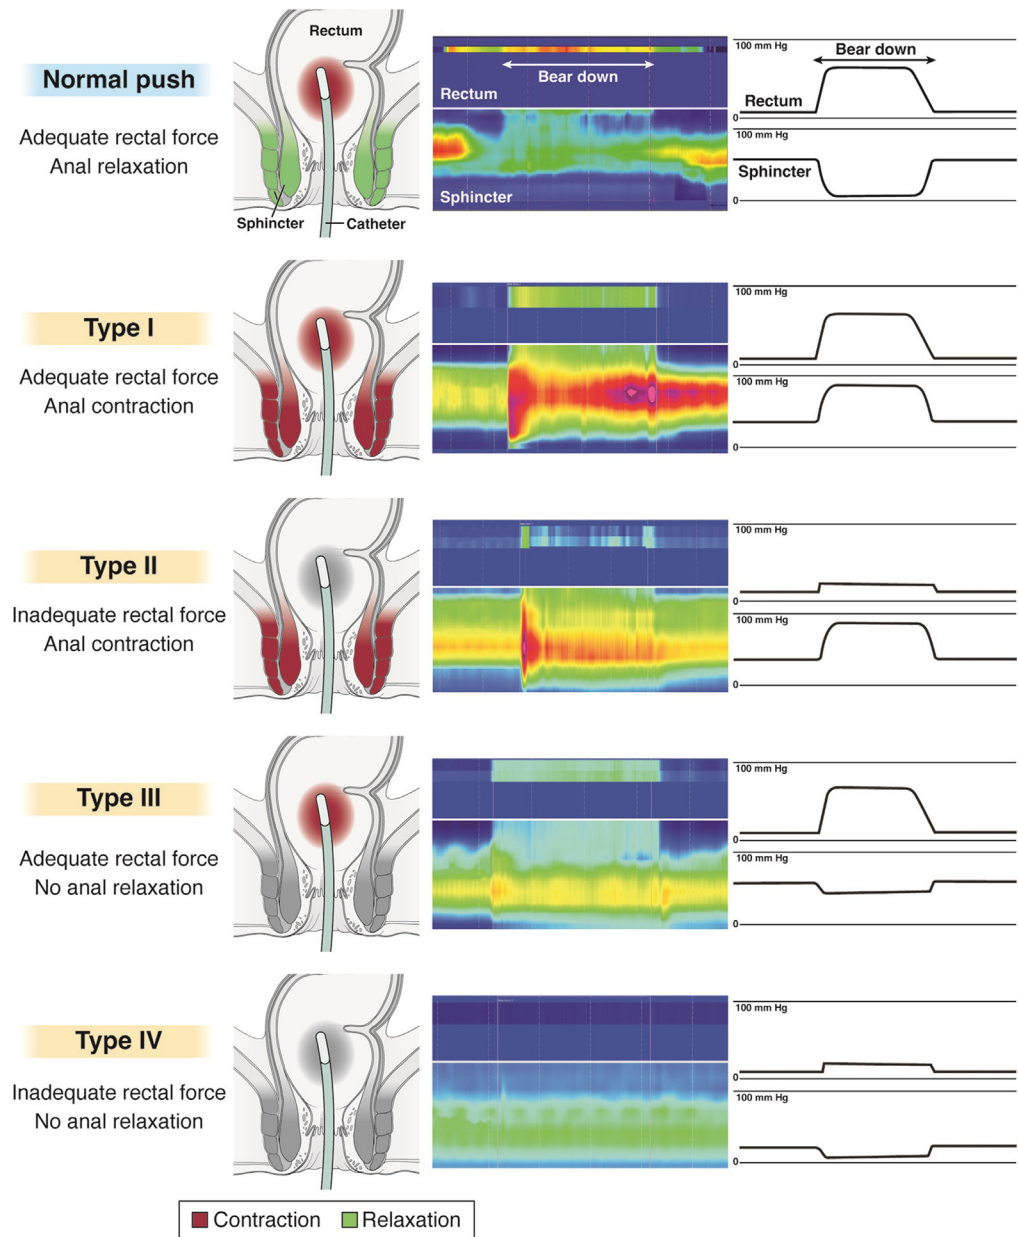 Rectum
Normal push
Adequate rectal force
Anal relaxation
Sphincter
Catheter
Bear down
Rectum
Sphincter
100 mm Hg
Bear down
Rectum
0
100 mm Hg
Sphincter
0
Type I
Adequate rectal force
Anal contraction
100 mm Hg
0
100 mm Hg
0
Type II
Inadequate rectal force
Anal contraction
100 mm Hg
0
100 mm Hg
0
Type III
Adequate rectal force
No anal relaxation
100 mm Hg
0
100 mm Hg
0
Type IV
Inadequate rectal force
No anal relaxation
100 mm Hg
0
100 mm Hg
0
Contraction
Relaxation